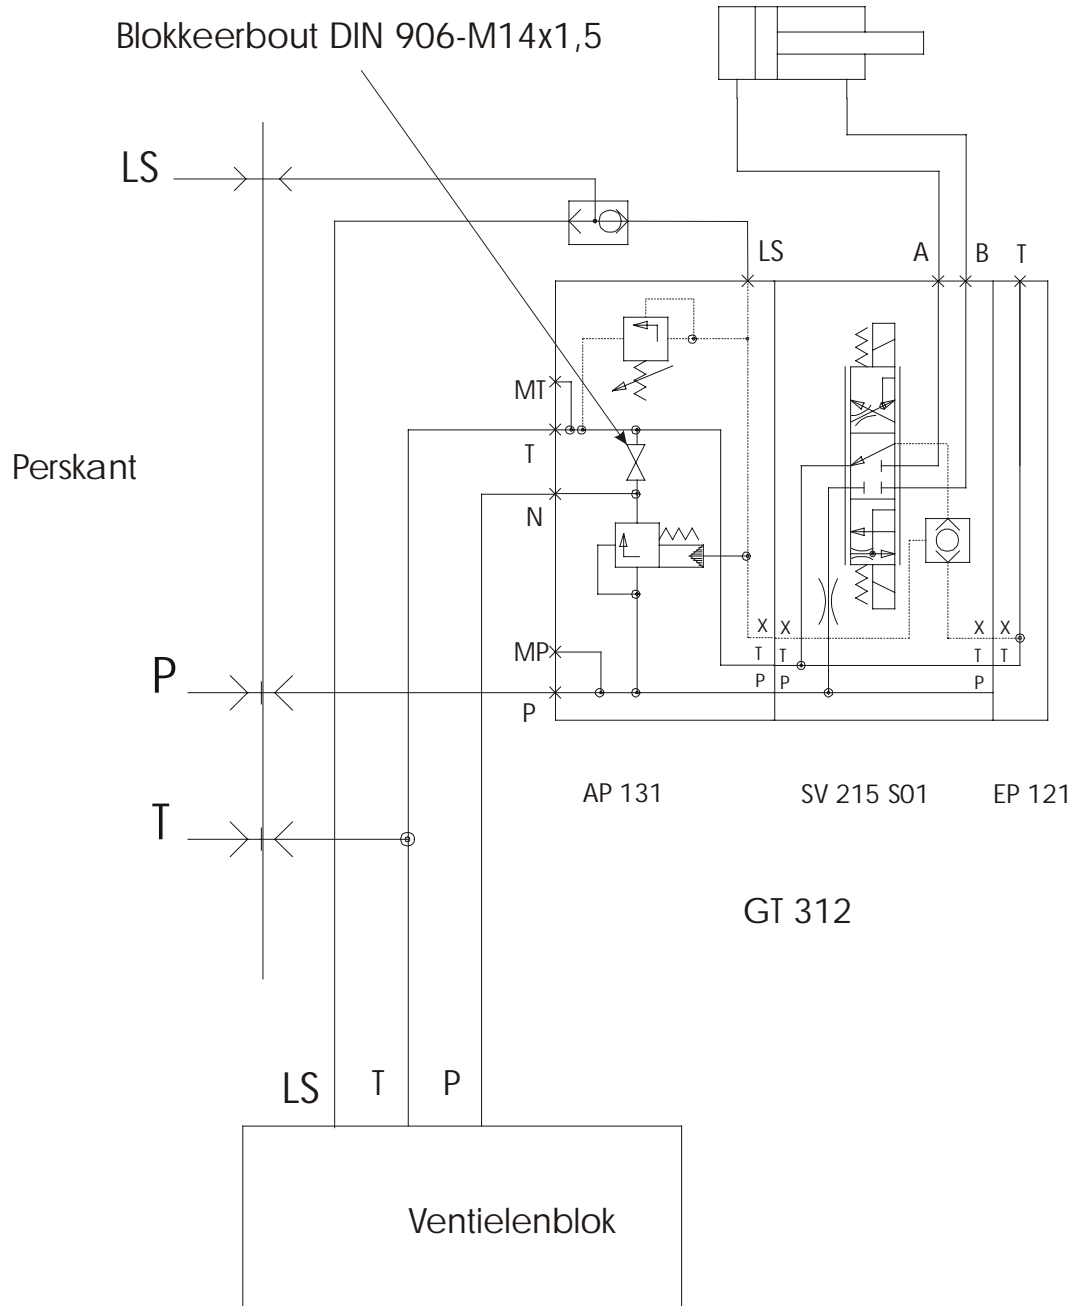 Blokkeerbout DIN 906-M14x1,5
LS
LS
A
B
T
MT
T
Perskant
N
X X
X X
T T
T T
MP
P P
P
P
P
AP 131
SV 215 S01
EP 121
T
GT 312
LS
T
P
Ventielenblok